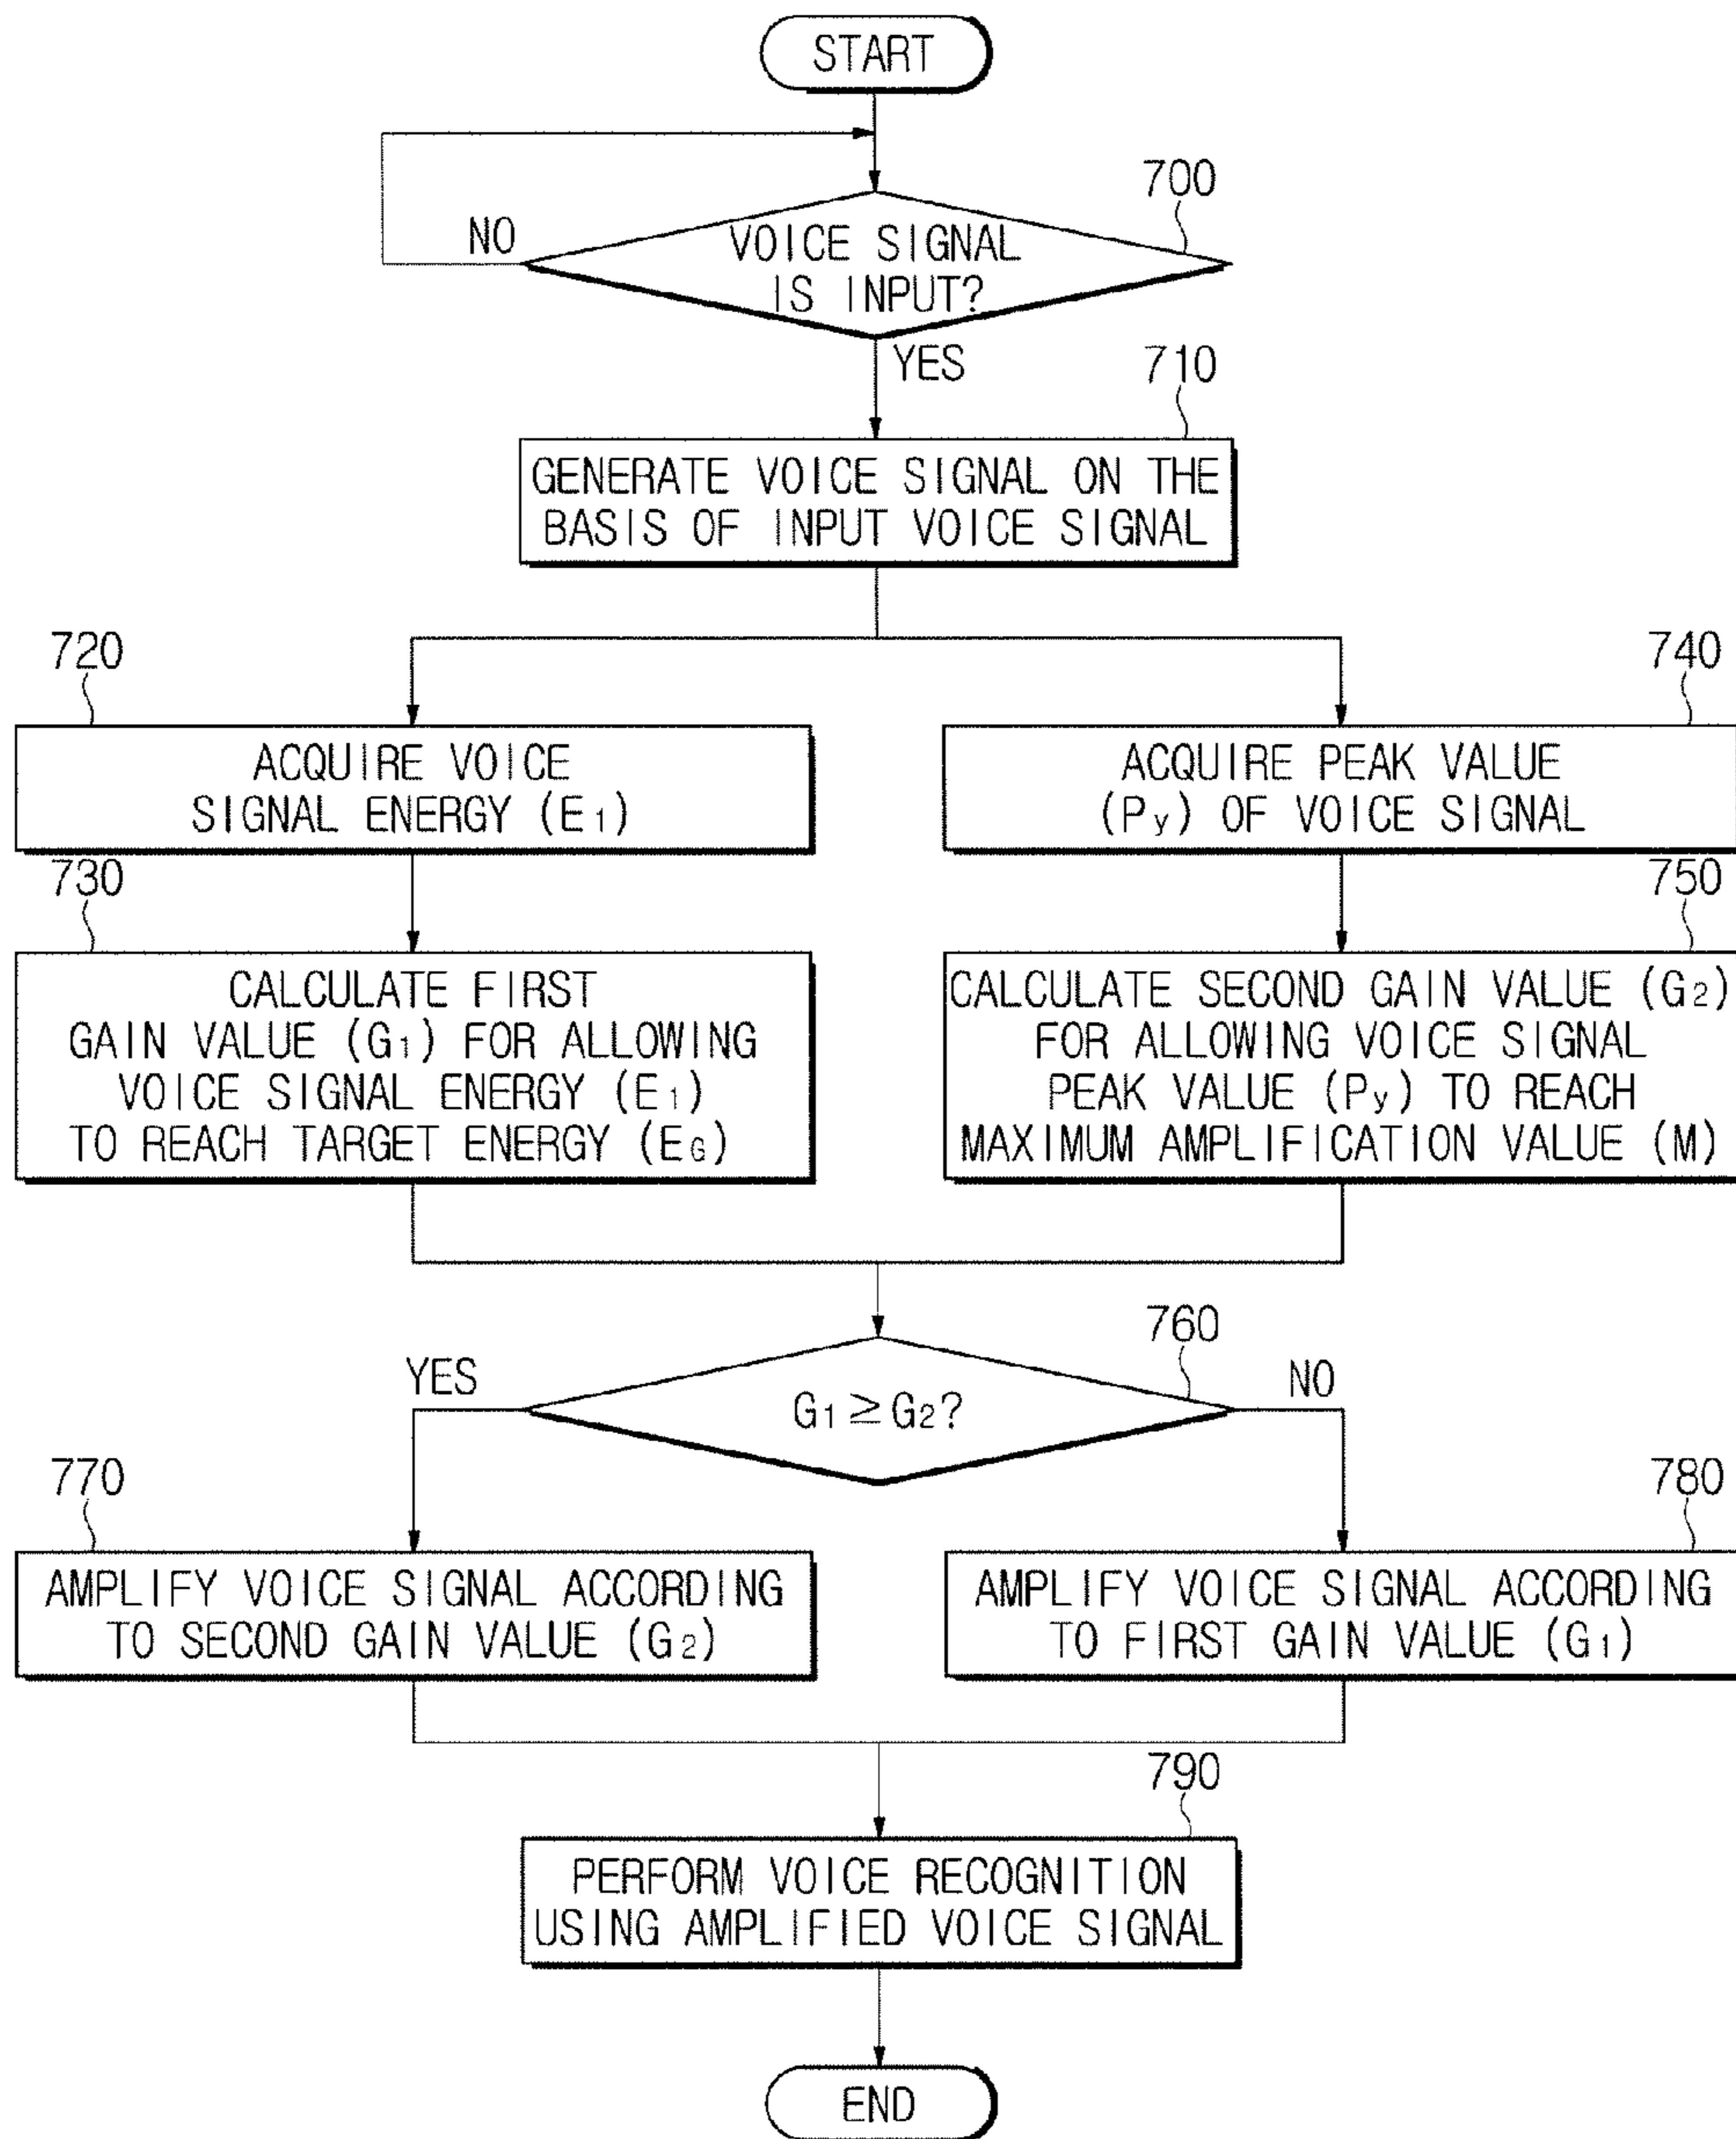 START
700
NO
VOICE SIGNAL
IS INPUT?
YES
710
GENERATE VOICE SIGNAL ON THE
BASIS OF INPUT VOICE SIGNAL
720
ACQUIRE VOICE
SIGNAL ENERGY (E1)
740
ACQUIRE PEAK VALUE
(Py) OF VOICE SIGNAL
730
CALCULATE FIRST
GAIN VALUE (G1) FOR ALLOWING
VOICE SIGNAL ENERGY (E1)
TO REACH TARGET ENERGY (EG)
750
CALCULATE SECOND GAIN VALUE (G2)
FOR ALLOWING VOICE SIGNAL
PEAK VALUE (Py) TO REACH
MAXIMUM AMPLIFICATION VALUE (M)
760
YES
G1 ≥ G2?
NO
770
AMPLIFY VOICE SIGNAL ACCORDING
TO SECOND GAIN VALUE (G2)
780
AMPLIFY VOICE SIGNAL ACCORDING
TO FIRST GAIN VALUE (G1)
790
PERFORM VOICE RECOGNITION
USING AMPLIFIED VOICE SIGNAL
END